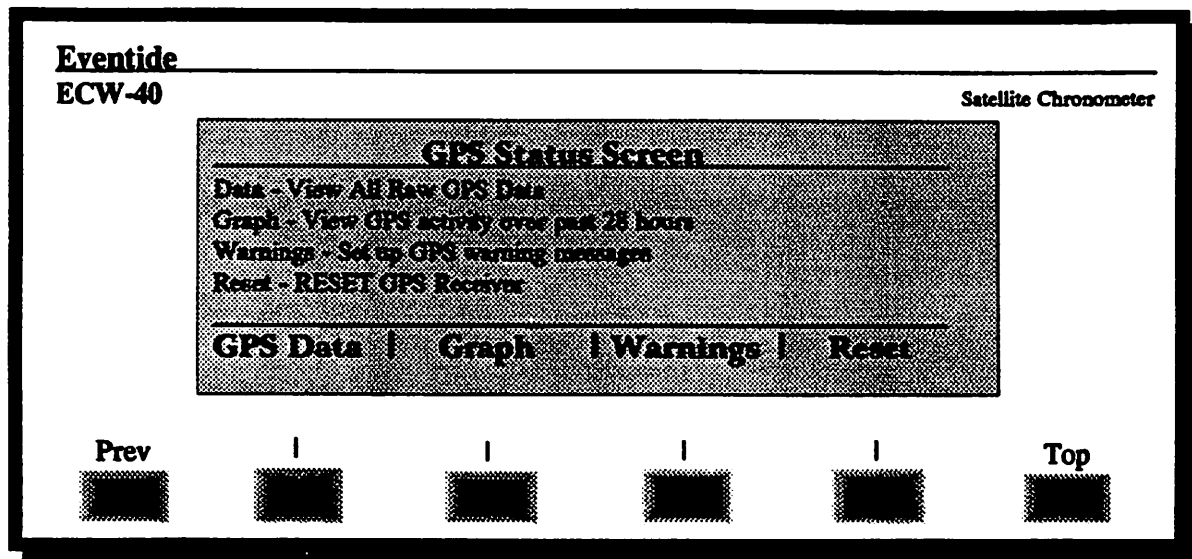 Eventide
ECW-40
Satellite Chronometer
GPS Status Screen
Data - View All Raw GPS Data
Graph - View GPS activity over past 28 hours
Warnings - Set up GPS warning messages
Reset - RESET GPS Receiver
GPS Data | Graph | Warnings | Reset
Prev | | | | Top